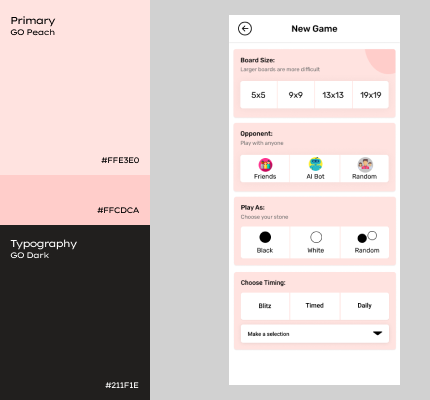 Primary
GO Peach
#FFE3E0
#FFCDCA
Typography
GO Dark
#211F1E
New Game
Board Size:
Larger boards are more difficult
5x5 9x9 13x13 19x19
Opponent:
Play with anyone
Friends AI Bot Random
Play As:
Choose your stone
Black White Random
Choose Timing:
Blitz Timed Daily
Make a selection